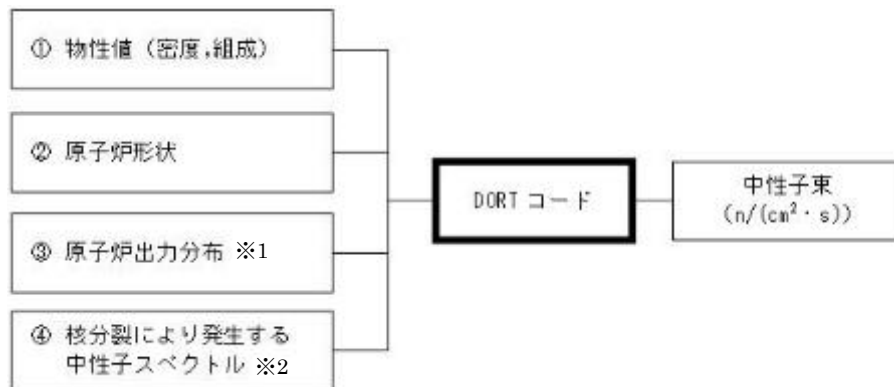 ① 物性値（密度,組成）
② 原子炉形状
③ 原子炉出力分布 ※1
④ 核分裂により発生する
中性子スペクトル ※2
DORT コード
中性子束
(n/(cm²・s))